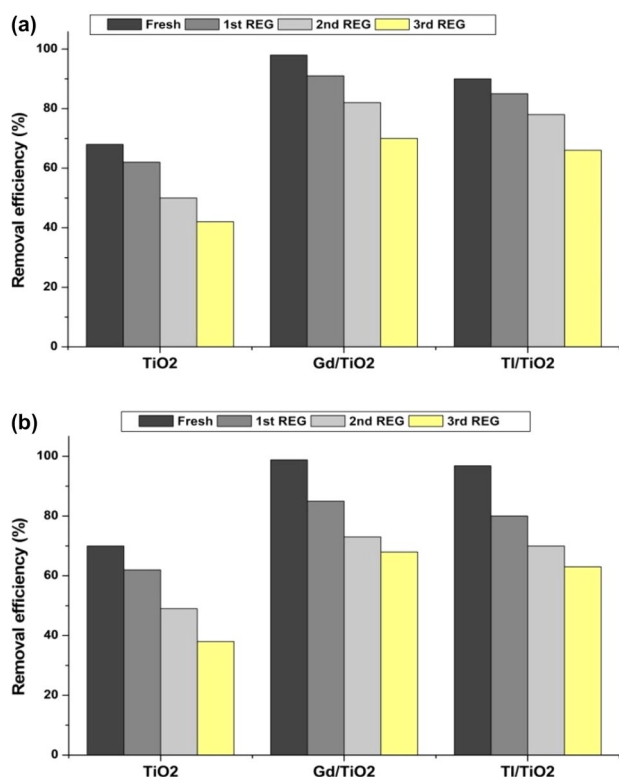 (a)
Fresh 1st REG 2nd REG 3rd REG
Removal efficiency (%)
100
80
60
40
20
0
TiO2 Gd/TiO2 Tl/TiO2
(b)
Fresh 1st REG 2nd REG 3rd REG
Removal efficiency (%)
100
80
60
40
20
0
TiO2 Gd/TiO2 Tl/TiO2